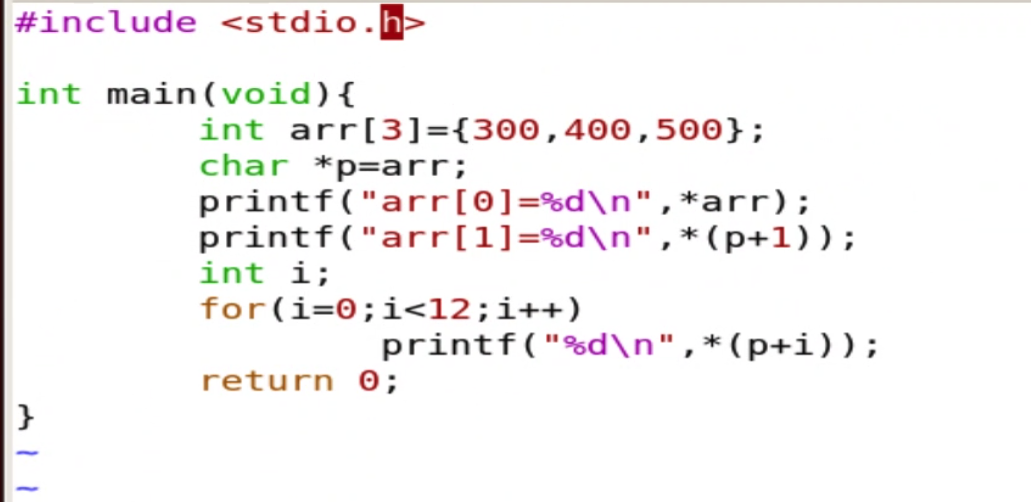 #include <stdio.h>
int main(void){
int arr[3]={300,400,500};
char *p=arr;
printf("arr[0]=%d\n",*arr);
printf("arr[1]=%d\n",*(p+1));
int i;
for(i=0;i<12;i++)
printf("%d\n",*(p+i));
return 0;
}
~
~